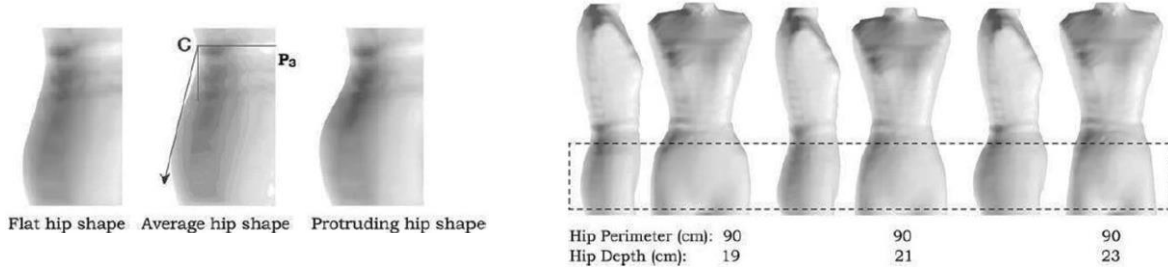 C
P3
Flat hip shape Average hip shape Protruding hip shape
Hip Perimeter (cm): 90 90 90
Hip Depth (cm): 19 21 23